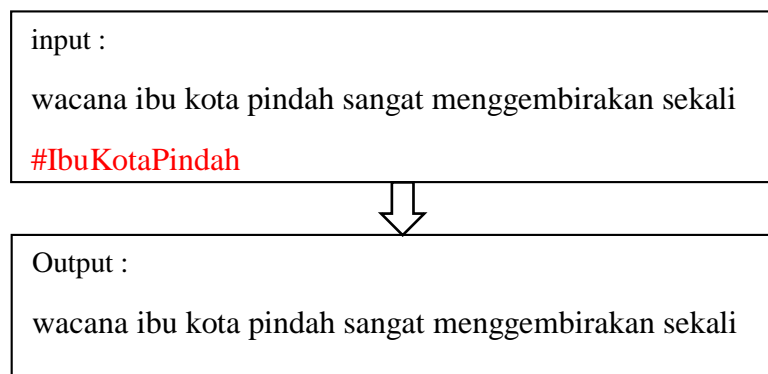 input :
wacana ibu kota pindah sangat menggembirakan sekali
#IbuKotaPindah
Output :
wacana ibu kota pindah sangat menggembirakan sekali